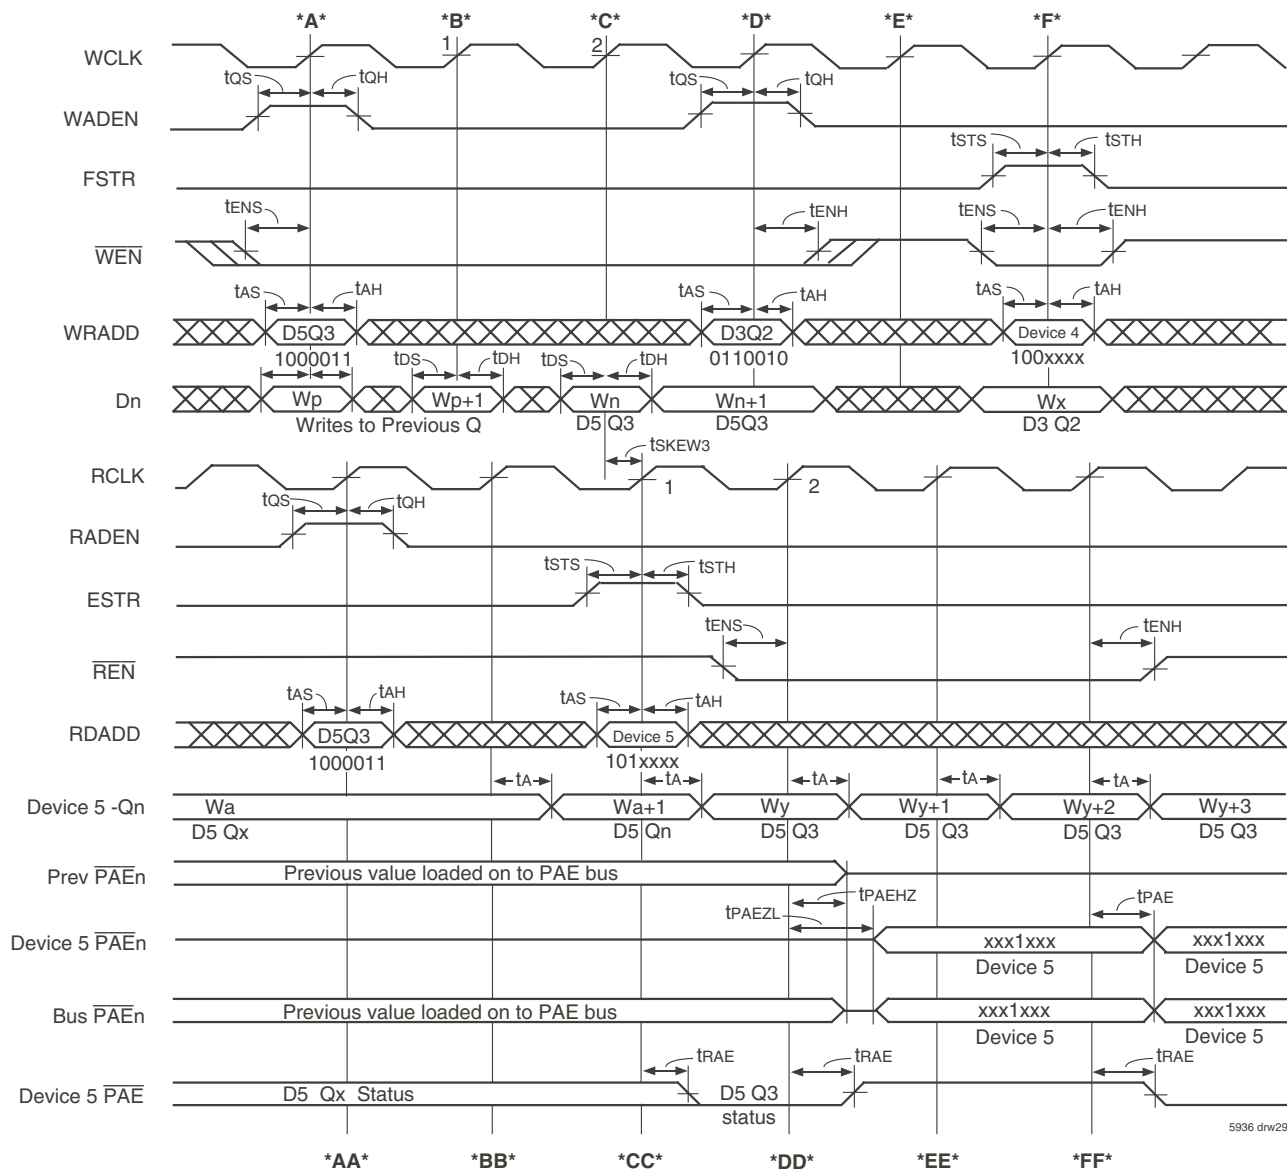 *A* *B* *C* *D* *E* *F*
WCLK 1 2
tQS tQH tQS tQH
WADEN
tSTS tSTH
FSTR
tENS tENH tENS tENH
WEN
tAS tAH tAS tAH tAS tAH
WRADD D5Q3 D3Q2 Device 4
1000011 0110010 100xxxx
tDS tDH tDS tDH
Dn Wp Wp+1 Wn Wn+1 Wx
Writes to Previous Q D5 Q3 D5Q3 D3 Q2
tSKEW3
RCLK 1 2
tQS tQH
RADEN
tSTS tSTH
ESTR
tENS tENH
REN
tAS tAH tAS tAH
RDADD D5Q3 Device 5
1000011 101xxxx
tA tA tA tA tA
Device 5 -Qn Wa Wa+1 Wy Wy+1 Wy+2 Wy+3
D5 Qx D5 Qn D5 Q3 D5 Q3 D5 Q3 D5 Q3
Prev PAEn Previous value loaded on to PAE bus
tPAEHZ tPAE
tPAEZL
Device 5 PAEn xxx1xxx xxx1xxx
Device 5 Device 5
Bus PAEn Previous value loaded on to PAE bus xxx1xxx xxx1xxx
Device 5 Device 5
tRAE tRAE tRAE
Device 5 PAE D5 Qx Status D5 Q3
status
5936 drw29
*AA* *BB* *CC* *DD* *EE* *FF*